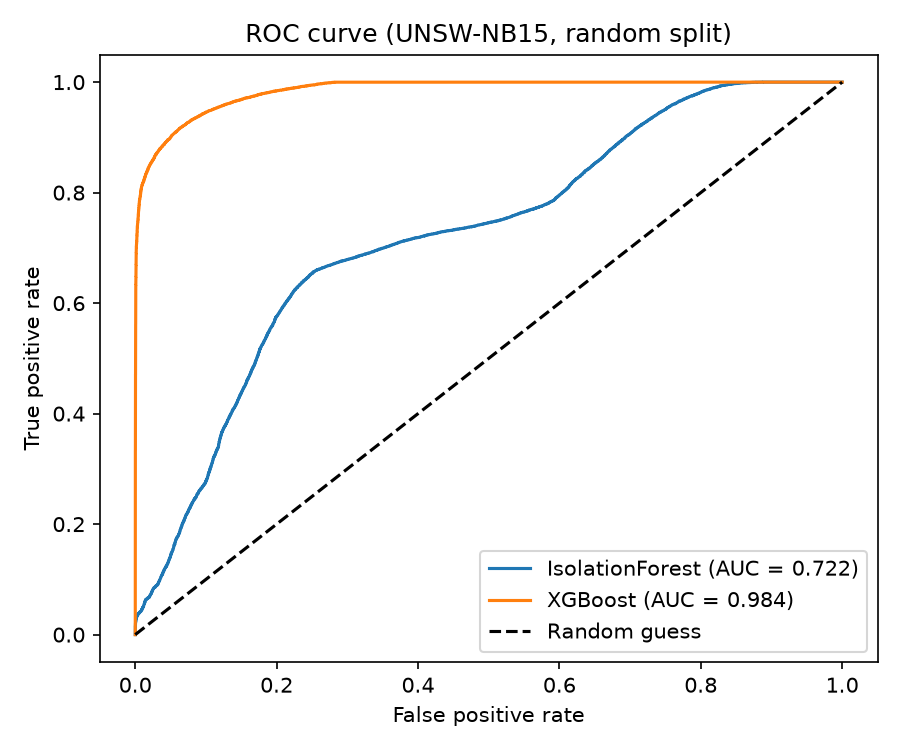 ROC curve (UNSW-NB15, random split)
True positive rate
1.0
0.8
0.6
0.4
0.2
0.0
0.0 0.2 0.4 0.6 0.8 1.0
False positive rate
IsolationForest (AUC = 0.722)
XGBoost (AUC = 0.984)
Random guess